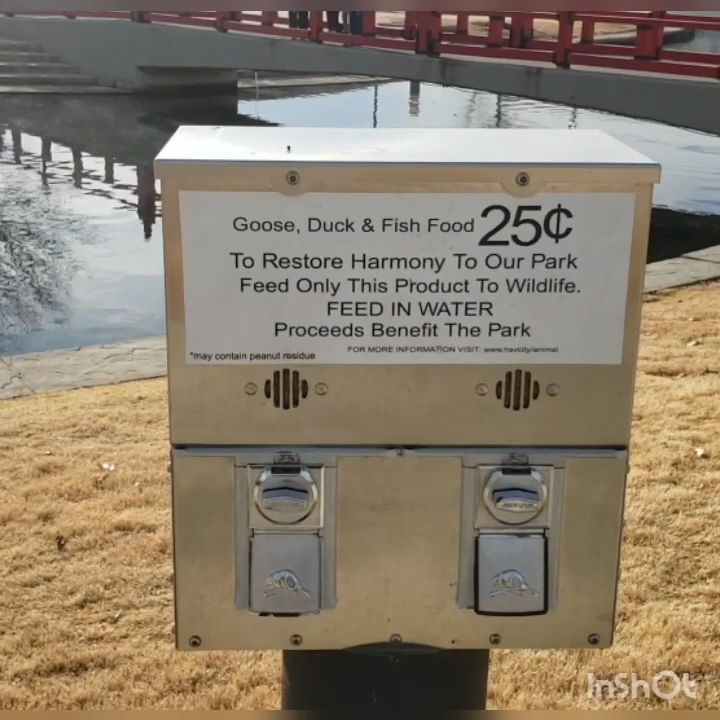 Goose, Duck & Fish Food 25¢
To Restore Harmony To Our Park
Feed Only This Product To Wildlife.
FEED IN WATER
Proceeds Benefit The Park
*may contain peanut residue
FOR MORE INFORMATION VISIT: www.hsvcity/animal
InShOt